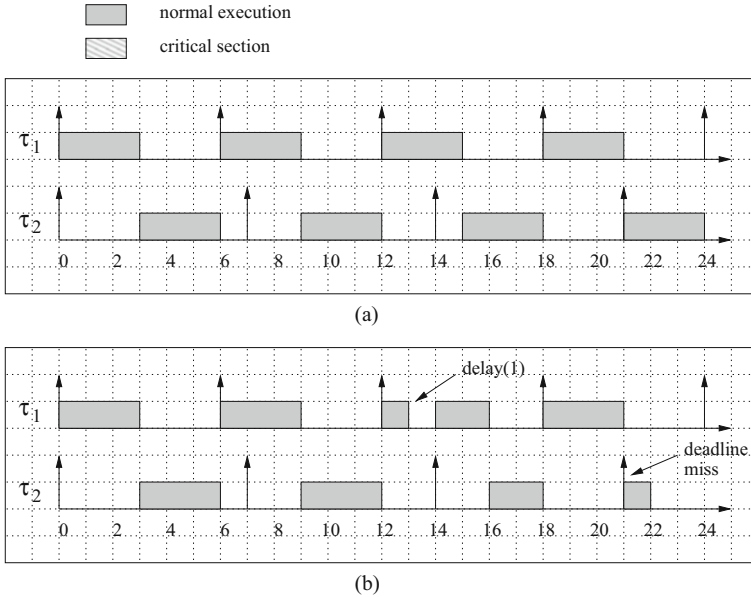 normal execution
critical section
τ1
τ2
0 2 4 6 8 10 12 14 16 18 20 22 24
(a)
delay(1)
τ1
deadline
miss
τ2
0 2 4 6 8 10 12 14 16 18 20 22 24
(b)